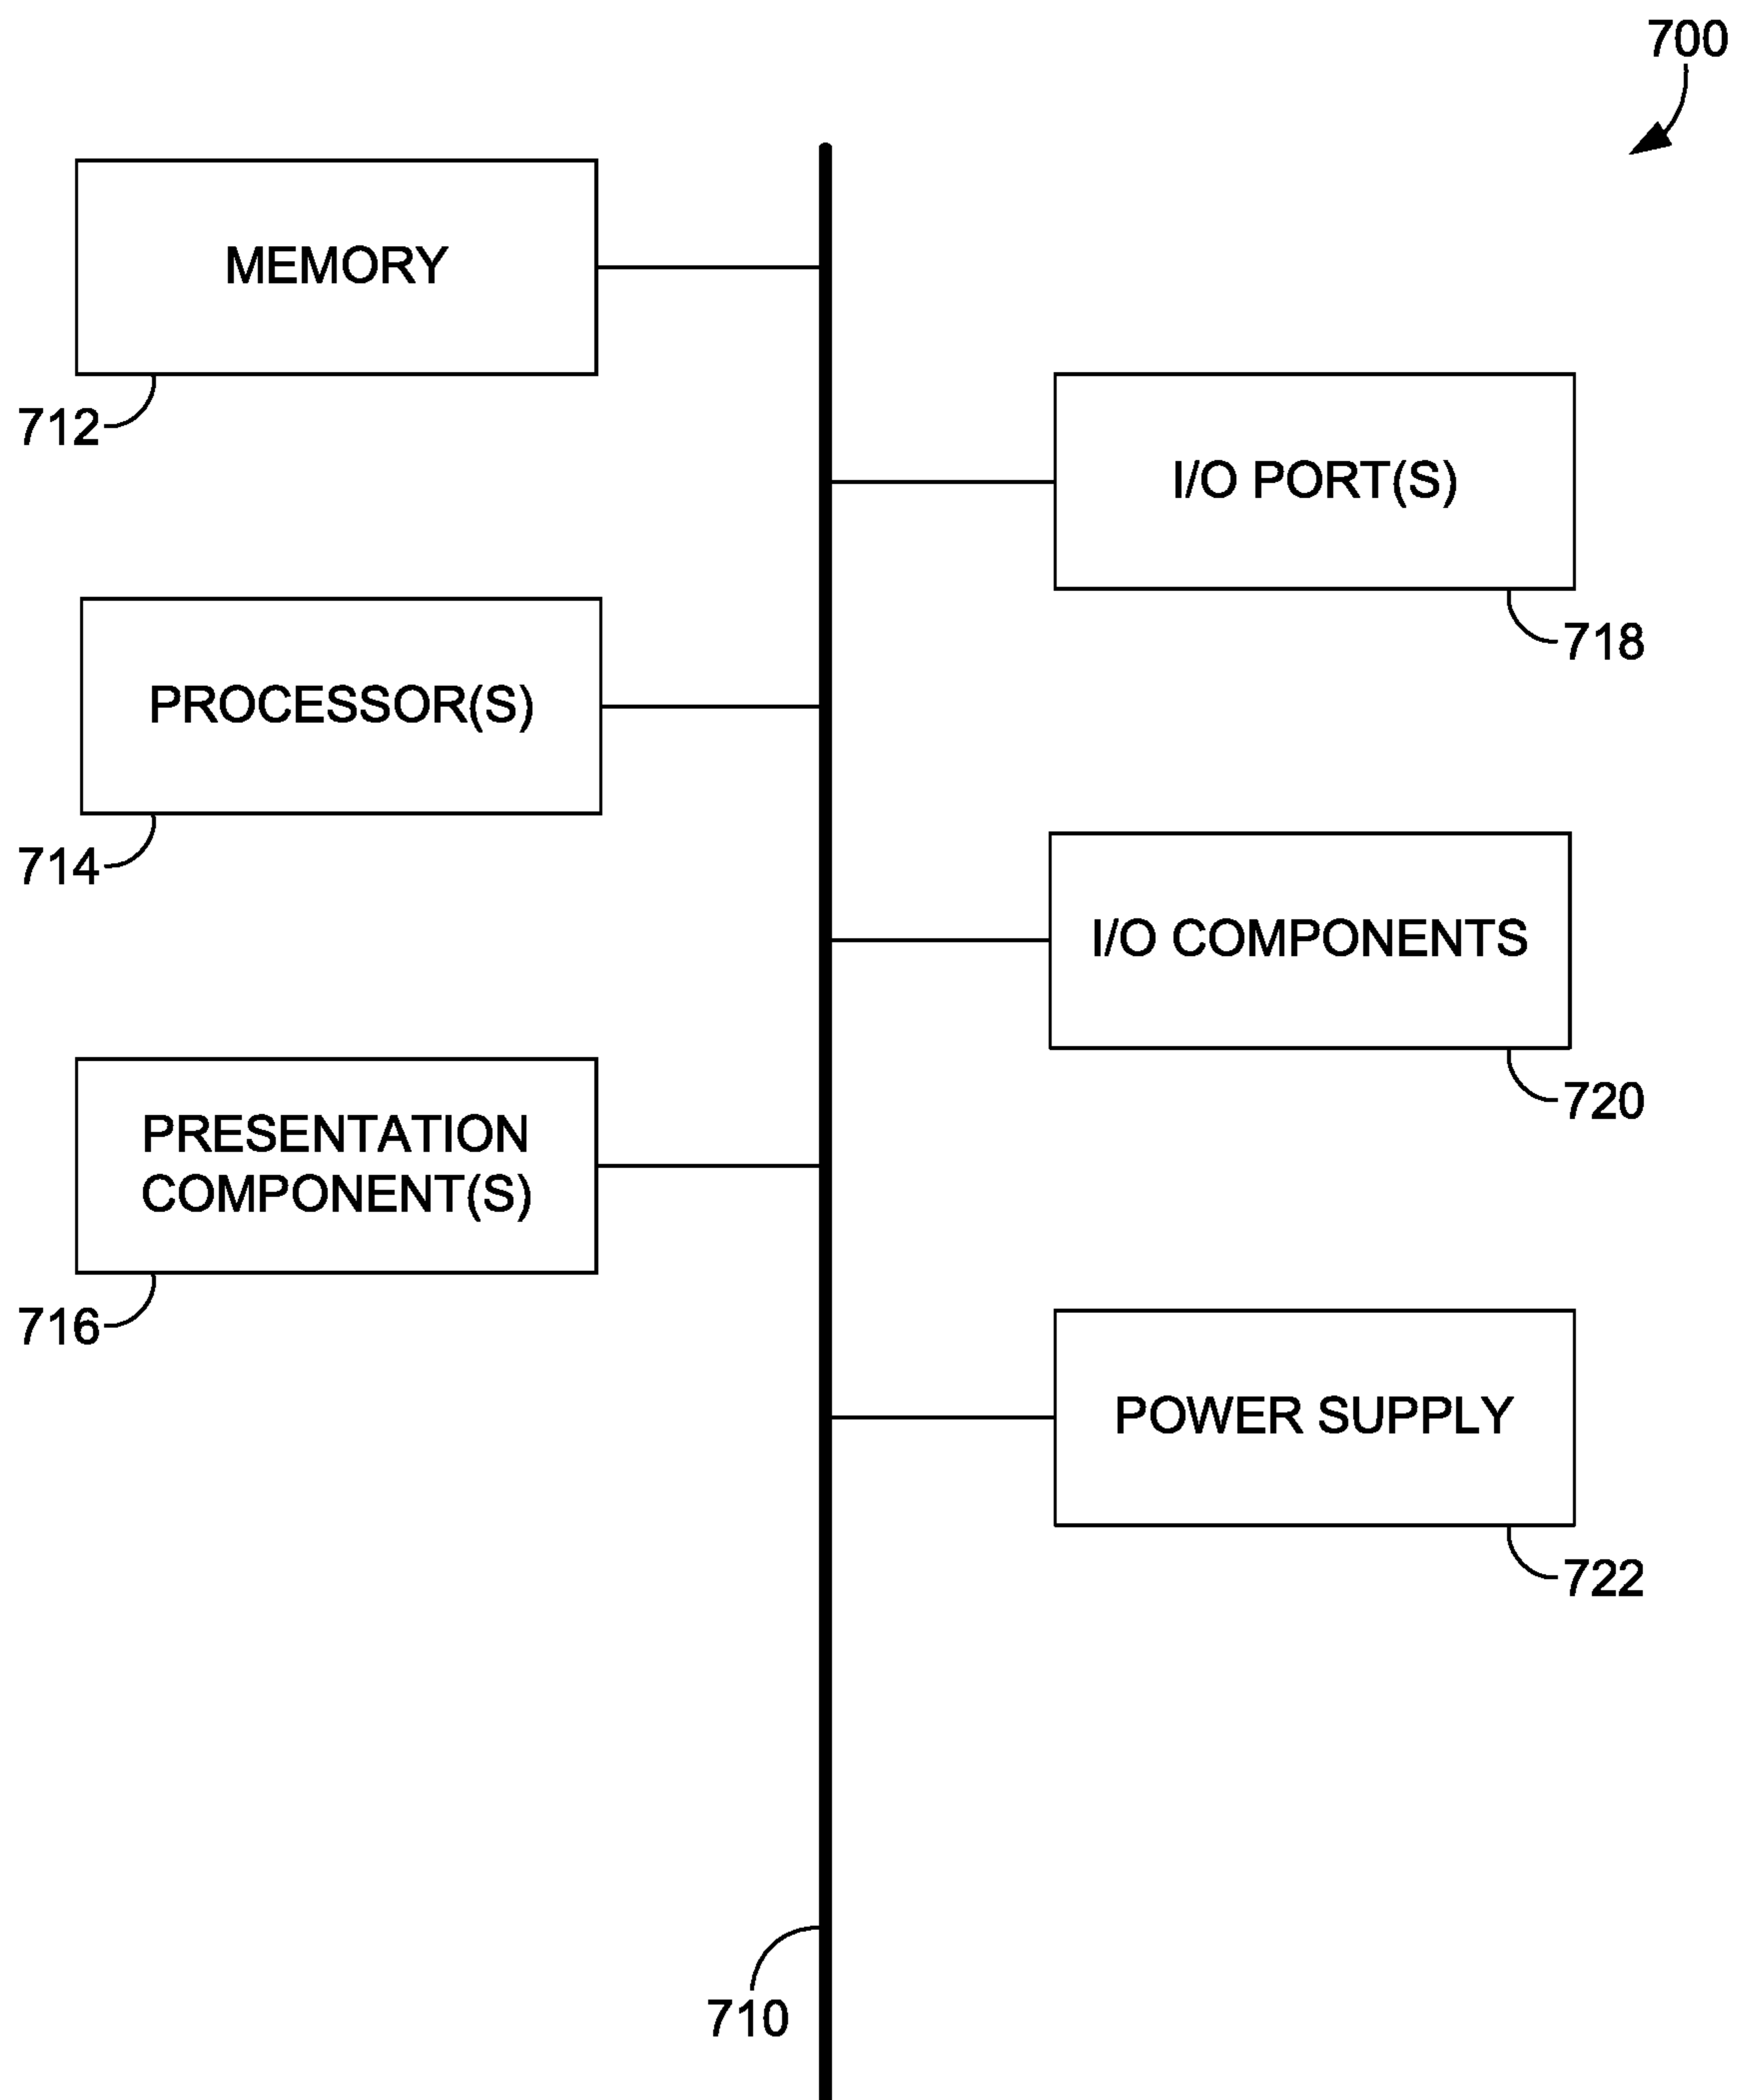 700
MEMORY
712
I/O PORT(S)
718
PROCESSOR(S)
714
I/O COMPONENTS
720
PRESENTATION
COMPONENT(S)
716
POWER SUPPLY
722
710